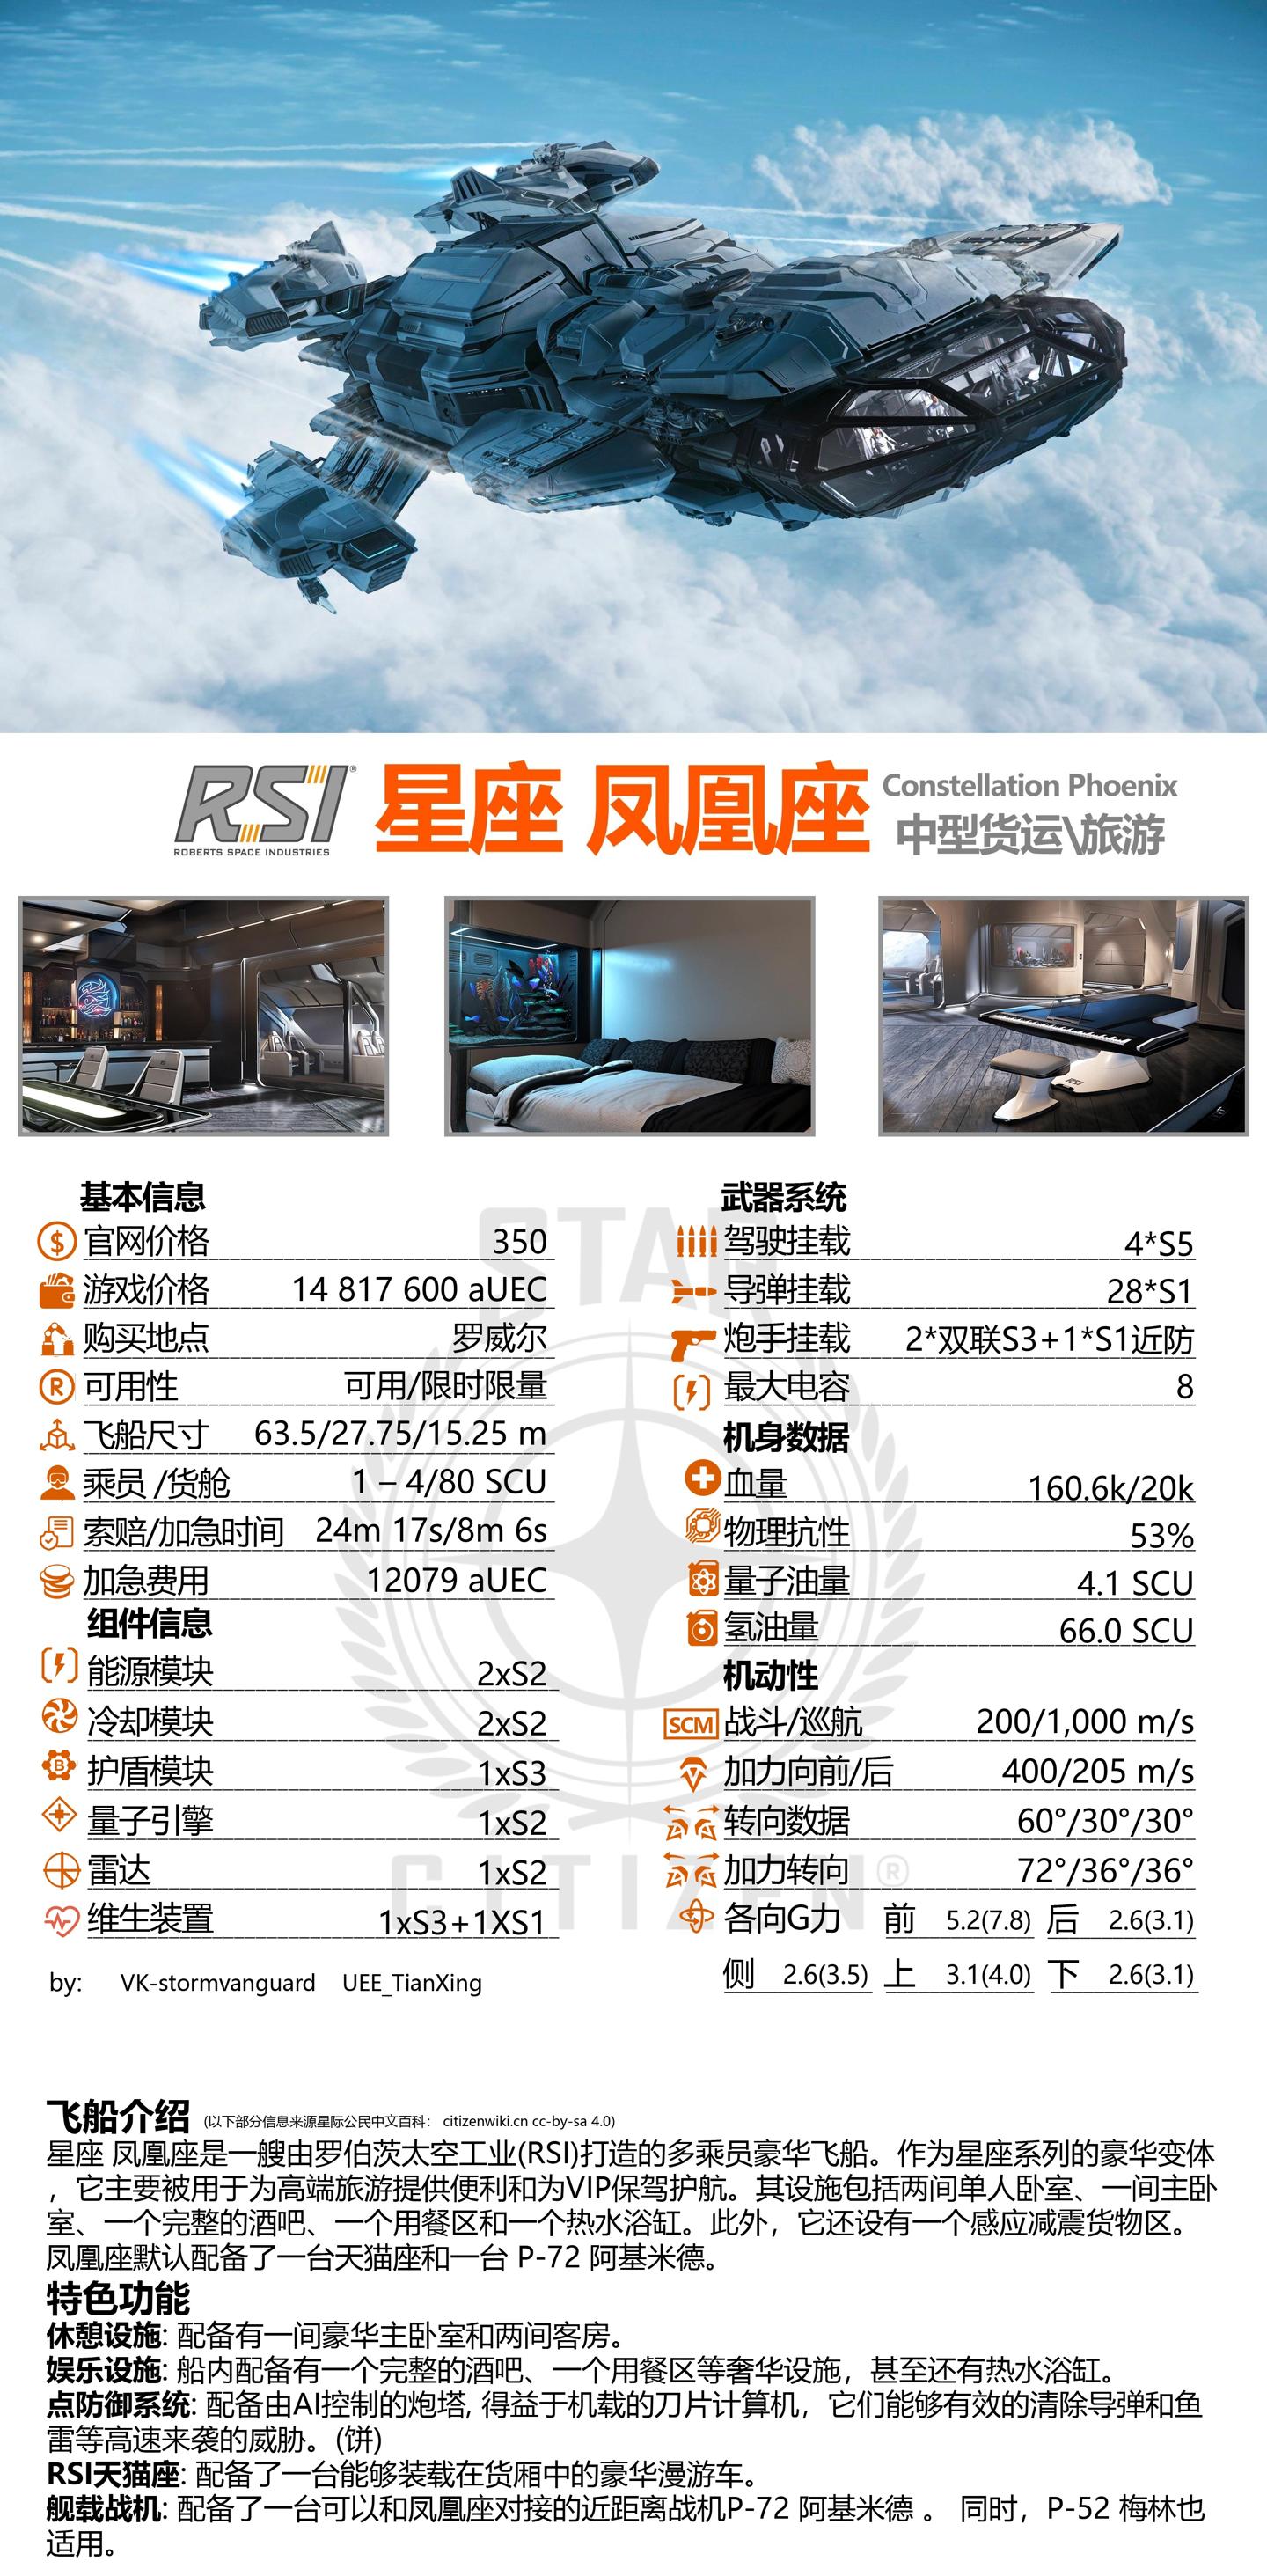 RSI®
ROBERTS SPACE INDUSTRIES
星座 凤凰座
Constellation Phoenix
中型货运\旅游
RSI
STAR
CITIZEN®
基本信息
官网价格 350
游戏价格 14 817 600 aUEC
购买地点 罗威尔
可用性 可用/限时限量
飞船尺寸 63.5/27.75/15.25 m
乘员 /货舱 1 – 4/80 SCU
索赔/加急时间 24m 17s/8m 6s
加急费用 12079 aUEC
组件信息
能源模块 2xS2
冷却模块 2xS2
护盾模块 1xS3
量子引擎 1xS2
雷达 1xS2
维生装置 1xS3+1XS1
by: VK-stormvanguard UEE_TianXing
武器系统
驾驶挂载 4*S5
导弹挂载 28*S1
炮手挂载 2*双联S3+1*S1近防
最大电容 8
机身数据
血量 160.6k/20k
物理抗性 53%
量子油量 4.1 SCU
氢油量 66.0 SCU
机动性
SCM 战斗/巡航 200/1,000 m/s
加力向前/后 400/205 m/s
转向数据 60°/30°/30°
加力转向 72°/36°/36°
各向G力 前 5.2(7.8) 后 2.6(3.1)
侧 2.6(3.5) 上 3.1(4.0) 下 2.6(3.1)
飞船介绍 (以下部分信息来源星际公民中文百科: citizenwiki.cn cc-by-sa 4.0)
星座 凤凰座是一艘由罗伯茨太空工业(RSI)打造的多乘员豪华飞船。作为星座系列的豪华变体
，它主要被用于为高端旅游提供便利和为VIP保驾护航。其设施包括两间单人卧室、一间主卧
室、一个完整的酒吧、一个用餐区和一个热水浴缸。此外，它还设有一个感应减震货物区。
凤凰座默认配备了一台天猫座和一台 P-72 阿基米德。
特色功能
休憩设施: 配备有一间豪华主卧室和两间客房。
娱乐设施: 船内配备有一个完整的酒吧、一个用餐区等奢华设施，甚至还有热水浴缸。
点防御系统: 配备由AI控制的炮塔, 得益于机载的刀片计算机，它们能够有效的清除导弹和鱼
雷等高速来袭的威胁。(饼)
RSI天猫座: 配备了一台能够装载在货厢中的豪华漫游车。
舰载战机: 配备了一台可以和凤凰座对接的近距离战机P-72 阿基米德 。 同时，P-52 梅林也
适用。